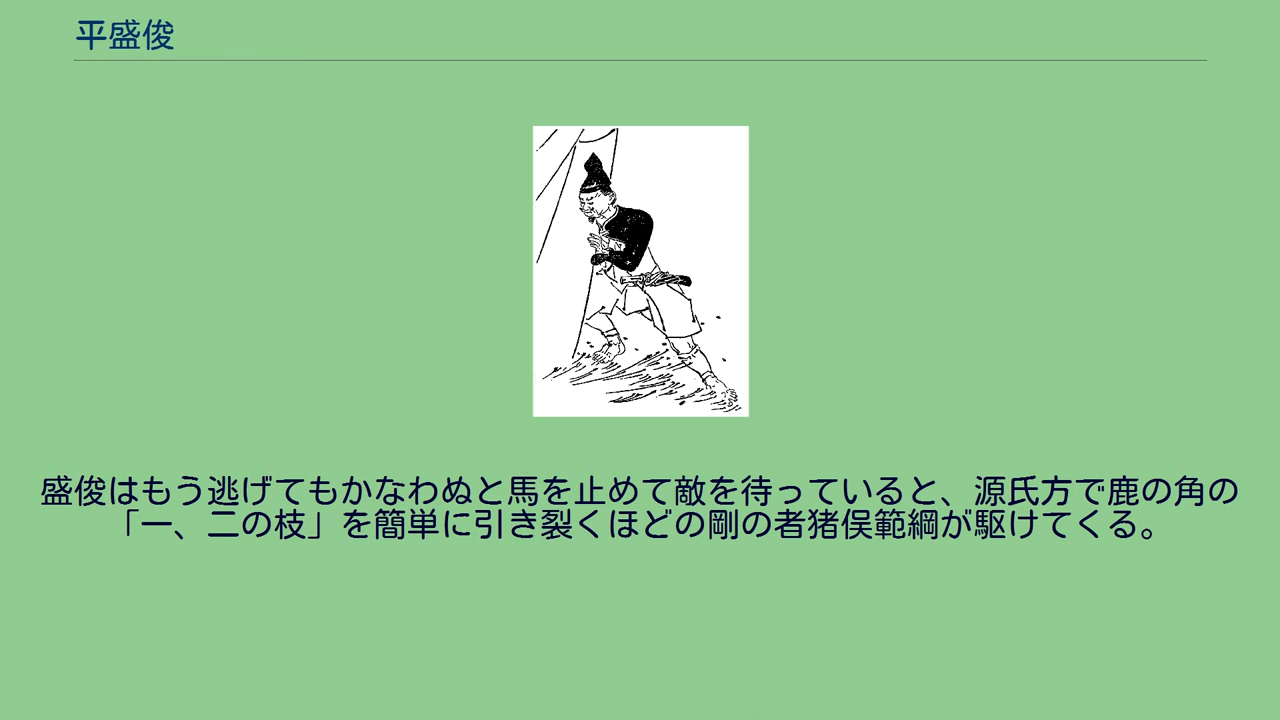 平盛俊
盛俊はもう逃げてもかなわぬと馬を止めて敵を待っていると、源氏方で鹿の角の
「一、二の枝」を簡単に引き裂くほどの剛の者猪俣範綱が駆けてくる。